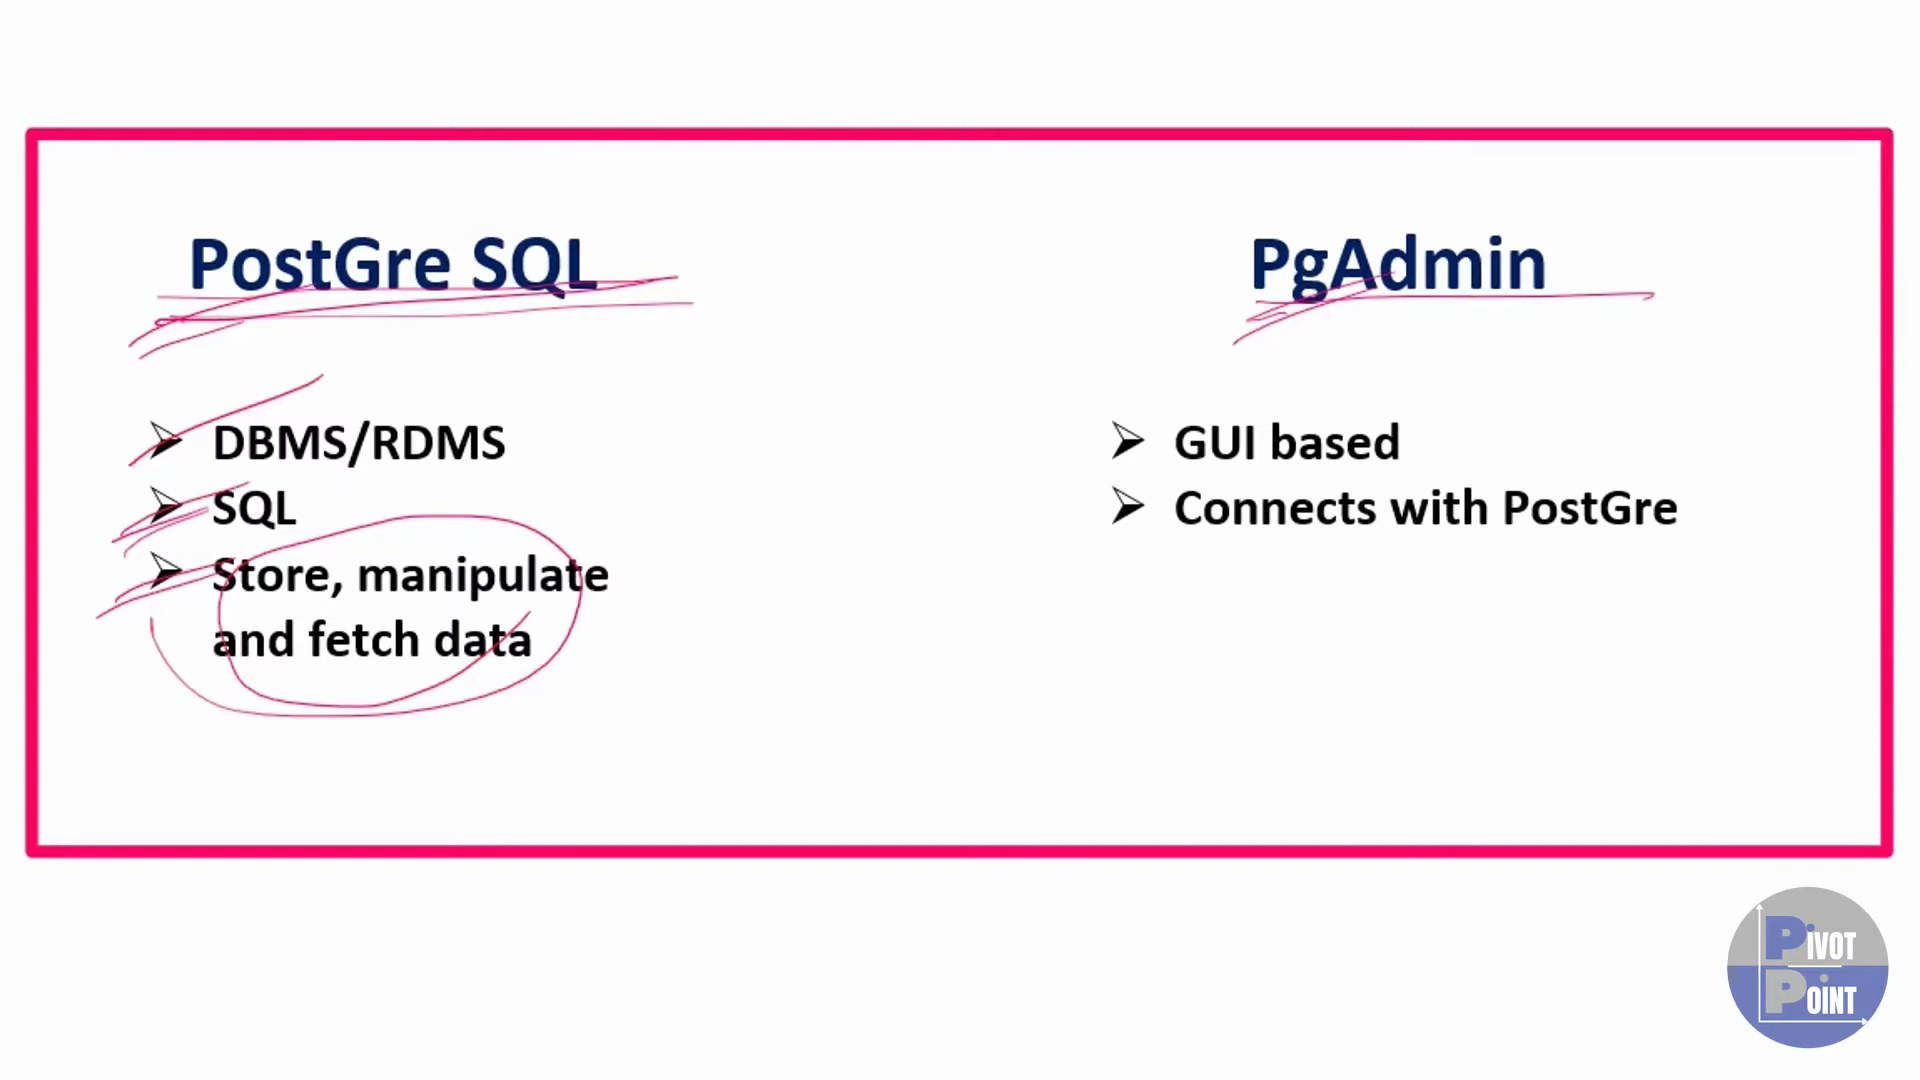 PostGre SQL
DBMS/RDMS
SQL
Store, manipulate
and fetch data
PgAdmin
GUI based
Connects with PostGre
PIVOT
POINT